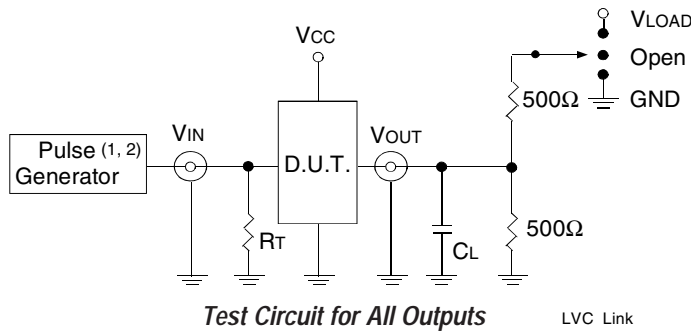 VLOAD
VCC
Open
500Ω
GND
VIN
VOUT
Pulse (1, 2)
Generator
D.U.T.
RT
CL
500Ω
Test Circuit for All Outputs
LVC Link